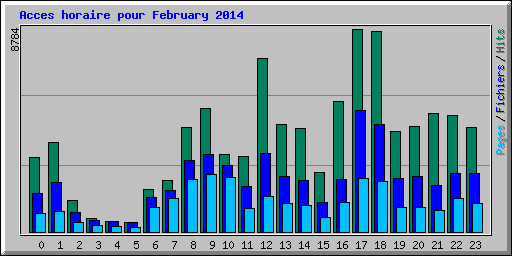 Acces horaire pour February 2014
8784
Pages / Fichiers / Hits
0 1 2 3 4 5 6 7 8 9 10 11 12 13 14 15 16 17 18 19 20 21 22 23